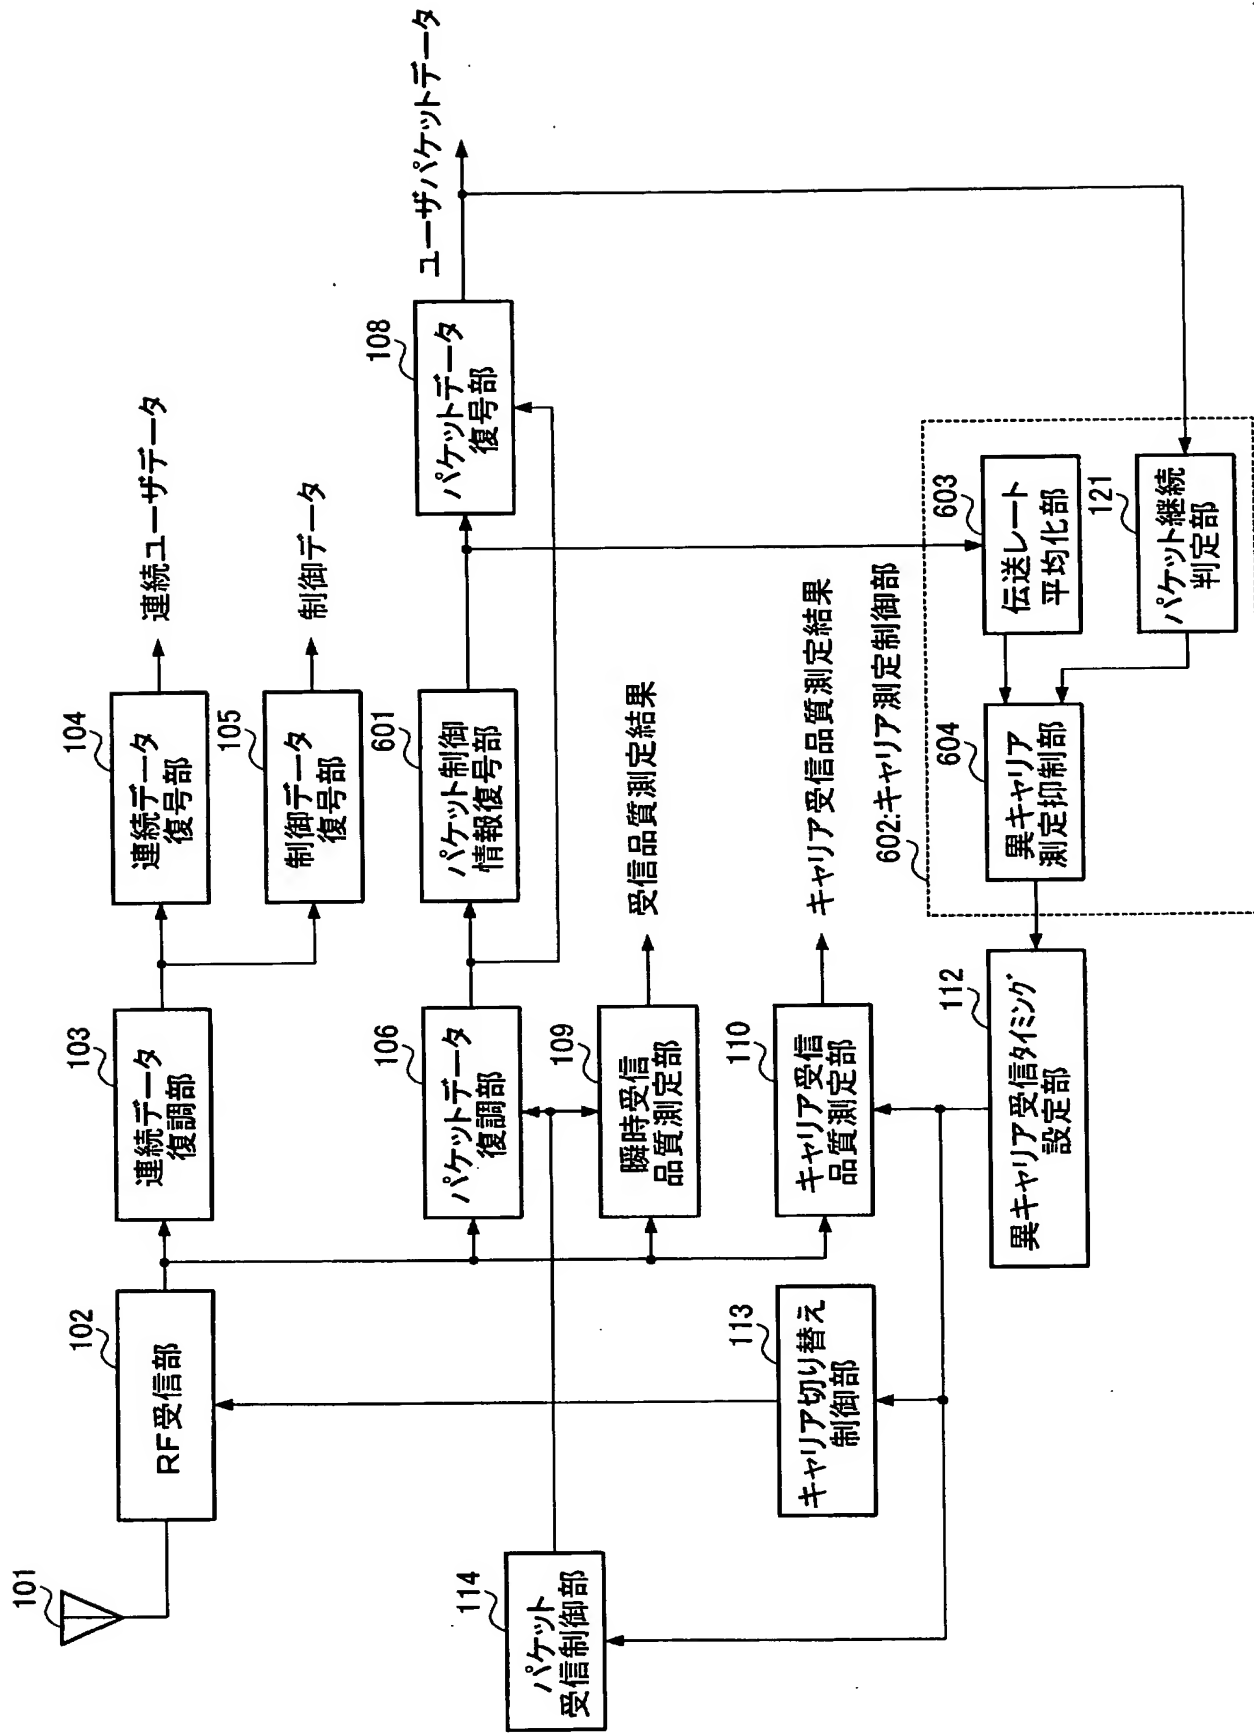 101
102
RF受信部
103
連続データ
復調部
104
連続データ
復号部
連続ユーザデータ
105
制御データ
復号部
制御データ
106
パケットデータ
復調部
601
パケット制御
情報復号部
108
パケットデータ
復号部
ユーザパケットデータ
109
瞬時受信
品質測定部
受信品質測定結果
110
キャリア受信
品質測定部
キャリア受信品質測定結果
114
パケット
受信制御部
113
キャリア切り替え
制御部
112
異キャリア受信タイミング
設定部
602:キャリア測定制御部
604
異キャリア
測定抑制部
603
伝送レート
平均化部
121
パケット継続
判定部